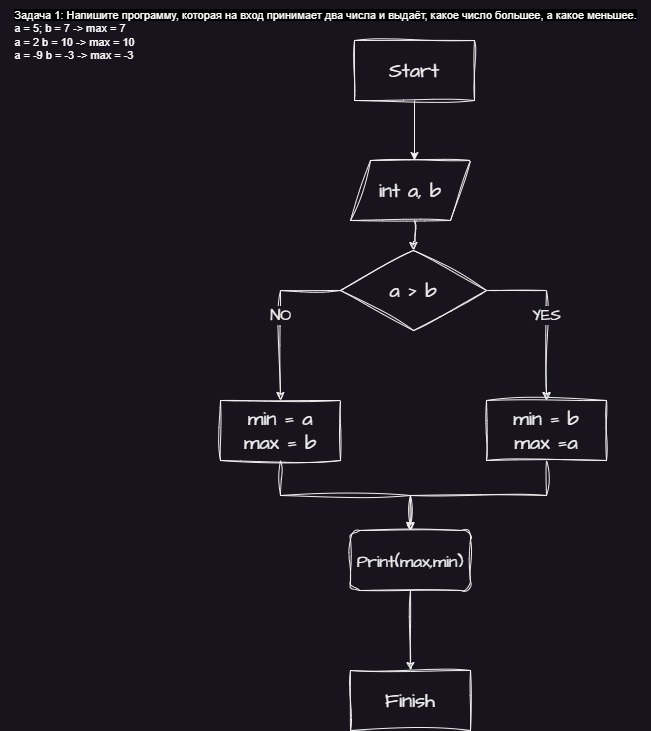 Задача 1: Напишите программу, которая на вход принимает два числа и выдаёт, какое число большее, а какое меньшее.
a = 5; b = 7 -> max = 7
a = 2 b = 10 -> max = 10
a = -9 b = -3 -> max = -3
Start
int a, b
a > b
NO
YES
min = a
max = b
min = b
max =a
Print(max,min)
Finish